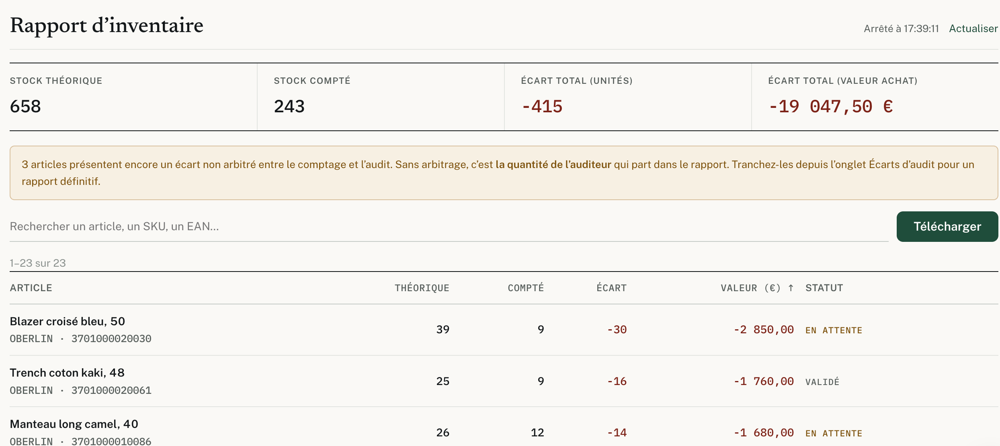 Rapport d’inventaire
Arrêté à 17:39:11 Actualiser
STOCK THÉORIQUE
658
STOCK COMPTÉ
243
ÉCART TOTAL (UNITÉS)
-415
ÉCART TOTAL (VALEUR ACHAT)
-19 047,50 €
3 articles présentent encore un écart non arbitré entre le comptage et l’audit. Sans arbitrage, c’est la quantité de l’auditeur qui part dans le rapport. Tranchez-les depuis l’onglet Écarts d’audit pour un
rapport définitif.
Rechercher un article, un SKU, un EAN...
Télécharger
1–23 sur 23
ARTICLE THÉORIQUE COMPTÉ ÉCART VALEUR (€) ↑ STATUT
Blazer croisé bleu, 50
OBERLIN · 3701000020030
39 9 -30 -2 850,00 EN ATTENTE
Trench coton kaki, 48
OBERLIN · 3701000020061
25 9 -16 -1 760,00 VALIDÉ
Manteau long camel, 40
OBERLIN · 3701000010086
26 12 -14 -1 680,00 EN ATTENTE